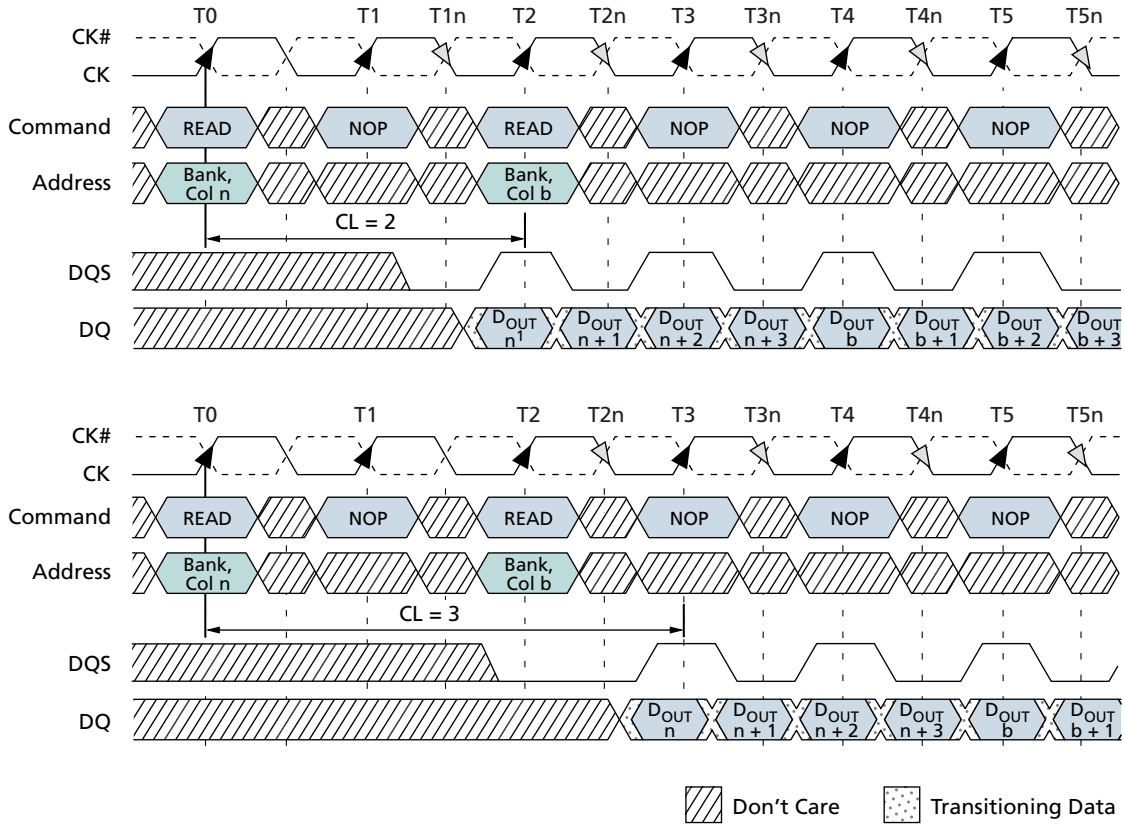 T0 T1 T1n T2 T2n T3 T3n T4 T4n T5 T5n
CK#
CK
Command READ NOP READ NOP NOP NOP
Address Bank, Col n Bank, Col b
CL = 2
DQS
DQ DOUT n¹ DOUT n + 1 DOUT n + 2 DOUT n + 3 DOUT b DOUT b + 1 DOUT b + 2 DOUT b + 3
T0 T1 T2 T2n T3 T3n T4 T4n T5 T5n
CK#
CK
Command READ NOP READ NOP NOP NOP
Address Bank, Col n Bank, Col b
CL = 3
DQS
DQ DOUT n DOUT n + 1 DOUT n + 2 DOUT n + 3 DOUT b DOUT b + 1
Don't Care Transitioning Data